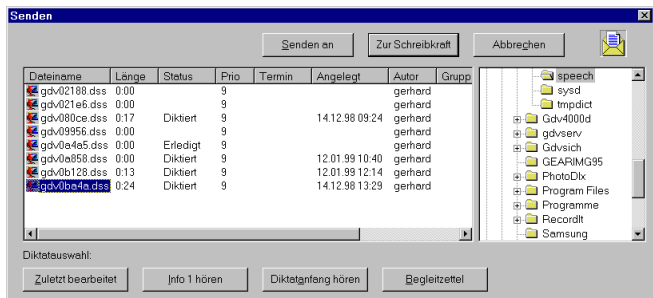 Senden
Senden an Zur Schreibkraft Abbrechen
Dateiname Länge Status Prio Termin Angelegt Autor Grupp
gdv02188.dss 0:00 9 gerhard
gdv021e6.dss 0:00 9 gerhard
gdv080ce.dss 0:17 Diktiert 9 14.12.98 09:24 gerhard
gdv09956.dss 0:00 9 gerhard
gdv0a4a5.dss 0:00 Erledigt 9 gerhard
gdv0a858.dss 0:00 Diktiert 9 12.01.99 10:40 gerhard
gdv0b128.dss 0:13 Diktiert 9 12.01.99 12:14 gerhard
gdv0ba4a.dss 0:24 Diktiert 9 14.12.98 13:29 gerhard
speech
sysd
tmpdict
Gdv4000d
gdvserv
Gdvsich
GEARIMG95
PhotoDlx
Program Files
Programme
RecordIt
Samsung
Diktatauswahl:
Zuletzt bearbeitet Info 1 hören Diktatanfang hören Begleitzettel